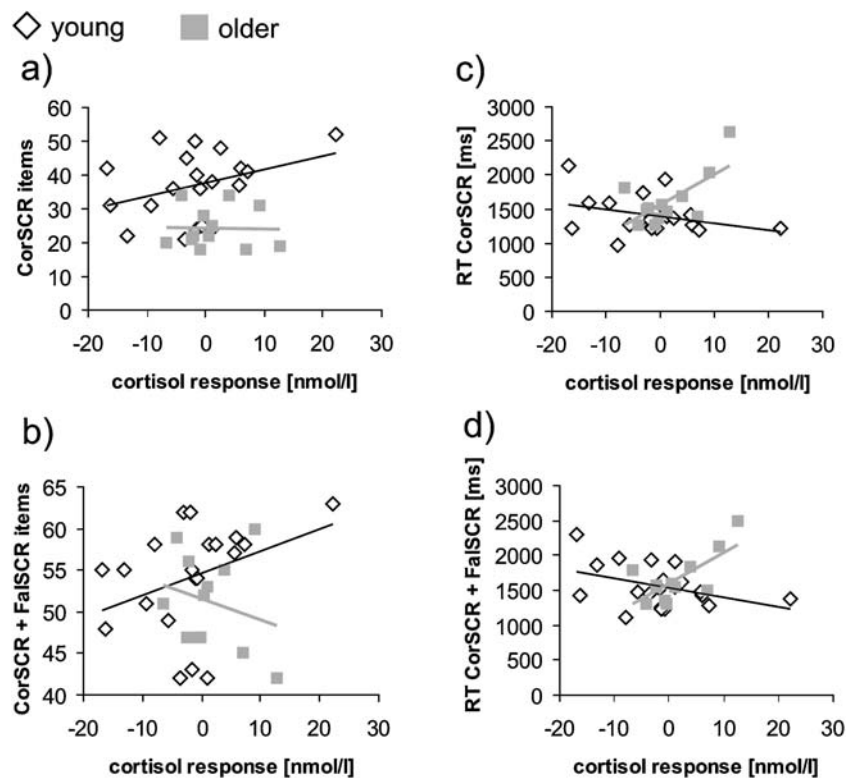 young older
a)
CorSCR items
60
50
40
30
20
10
0
-20 -10 0 10 20 30
cortisol response [nmol/l]
c)
RT CorSCR [ms]
3000
2500
2000
1500
1000
500
0
-20 -10 0 10 20 30
cortisol response [nmol/l]
b)
CorSCR + FalSCR items
65
60
55
50
45
40
-20 -10 0 10 20 30
cortisol response [nmol/l]
d)
RT CorSCR + FalSCR [ms]
3000
2500
2000
1500
1000
500
0
-20 -10 0 10 20 30
cortisol response [nmol/l]